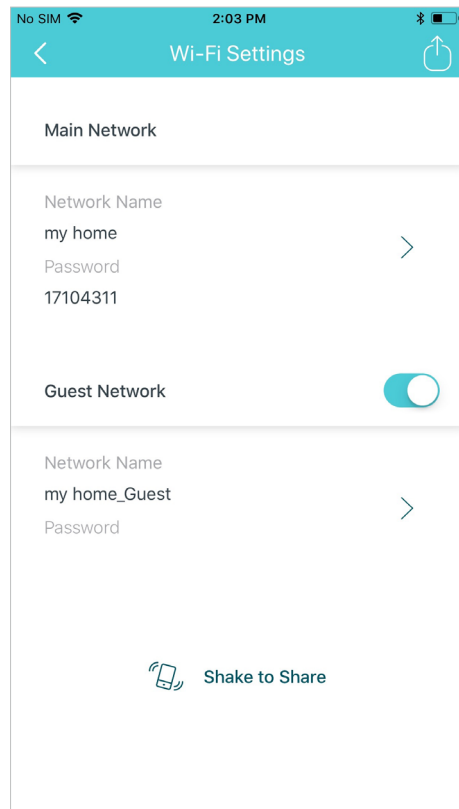 No SIM 2:03 PM
Wi-Fi Settings
Main Network
Network Name
my home
Password
17104311
Guest Network
Network Name
my home_Guest
Password
Shake to Share